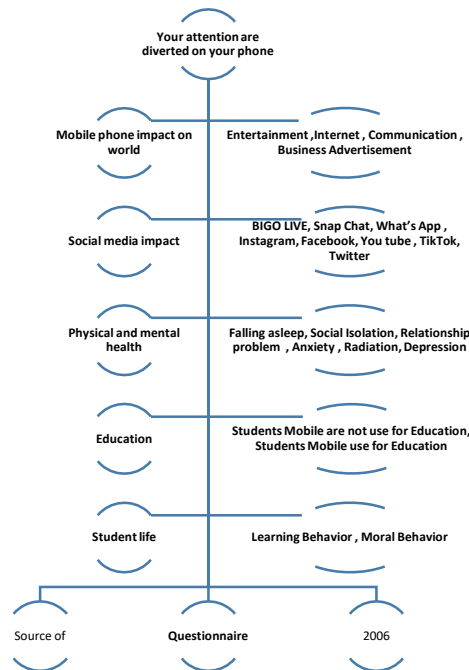 Your attention are
diverted on your phone
Mobile phone impact on
world
Entertainment ,Internet , Communication ,
Business Advertisement
Social media impact
BIGO LIVE, Snap Chat, What's App ,
Instagram, Facebook, You tube , TikTok,
Twitter
Physical and mental
health
Falling asleep, Social Isolation, Relationship
problem , Anxiety , Radiation, Depression
Education
Students Mobile are not use for Education,
Students Mobile use for Education
Student life
Learning Behavior , Moral Behavior
Source of
Questionnaire
2006